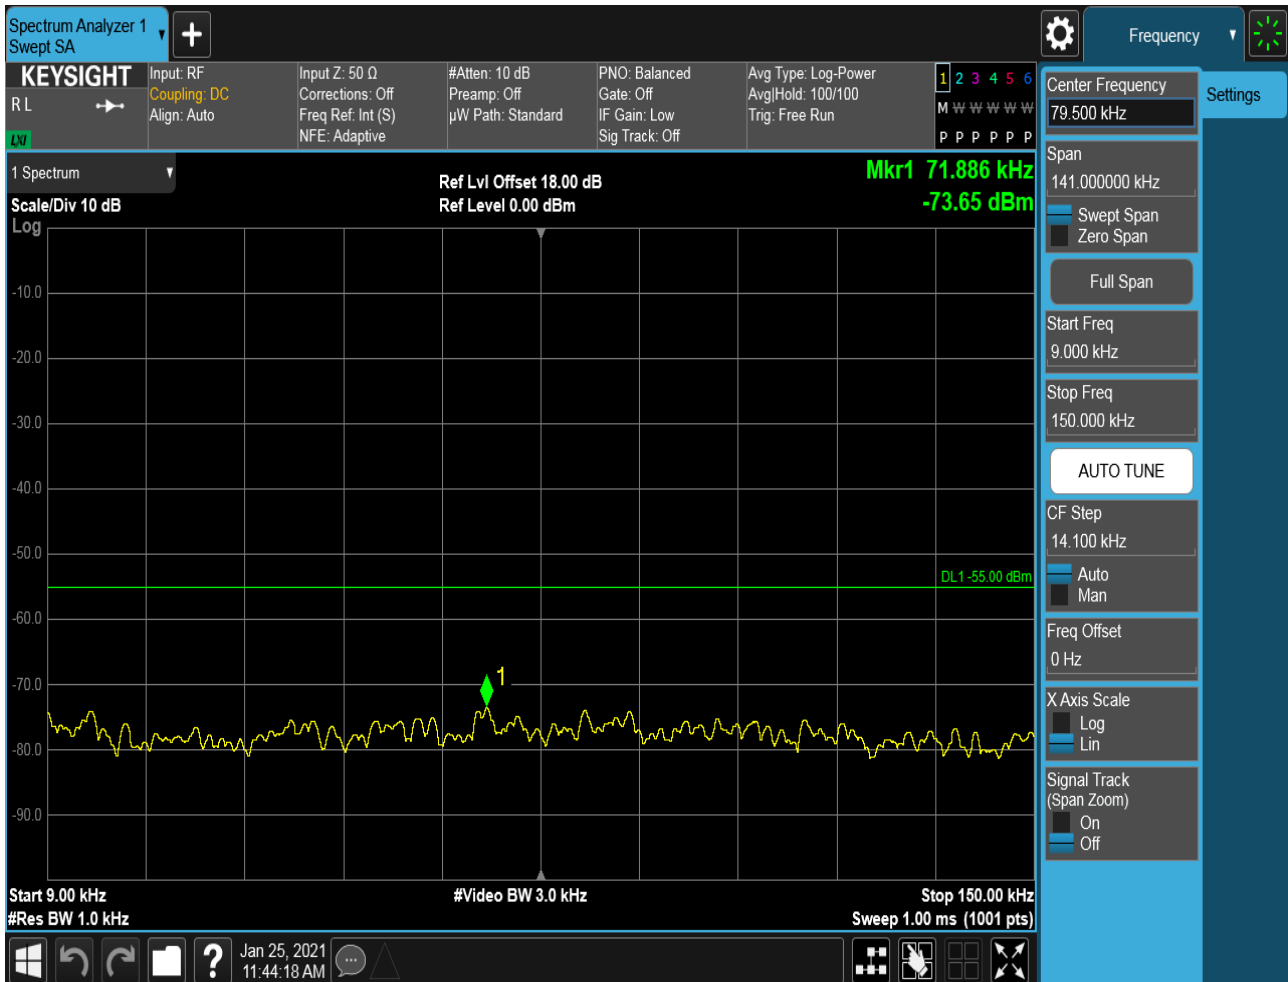 Spectrum Analyzer 1
Swept SA
Frequency
KEYSIGHT
R L
LXI
Input: RF
Coupling: DC
Align: Auto
Input Z: 50 Ω
Corrections: Off
Freq Ref: Int (S)
NFE: Adaptive
#Atten: 10 dB
Preamp: Off
µW Path: Standard
PNO: Balanced
Gate: Off
IF Gain: Low
Sig Track: Off
Avg Type: Log-Power
Avg|Hold: 100/100
Trig: Free Run
1 2 3 4 5 6
M W W W W W
P P P P P P
Settings
Center Frequency
79.500 kHz
Span
141.000000 kHz
Swept Span
Zero Span
Full Span
Start Freq
9.000 kHz
Stop Freq
150.000 kHz
AUTO TUNE
CF Step
14.100 kHz
Auto
Man
Freq Offset
0 Hz
X Axis Scale
Log
Lin
Signal Track
(Span Zoom)
On
Off
1 Spectrum
Scale/Div 10 dB
Log
Ref Lvl Offset 18.00 dB
Ref Level 0.00 dBm
Mkr1 71.886 kHz
-73.65 dBm
-10.0
-20.0
-30.0
-40.0
-50.0
DL1 -55.00 dBm
-60.0
-70.0
1
-80.0
-90.0
Start 9.00 kHz
#Video BW 3.0 kHz
Stop 150.00 kHz
#Res BW 1.0 kHz
Sweep 1.00 ms (1001 pts)
?
Jan 25, 2021
11:44:18 AM